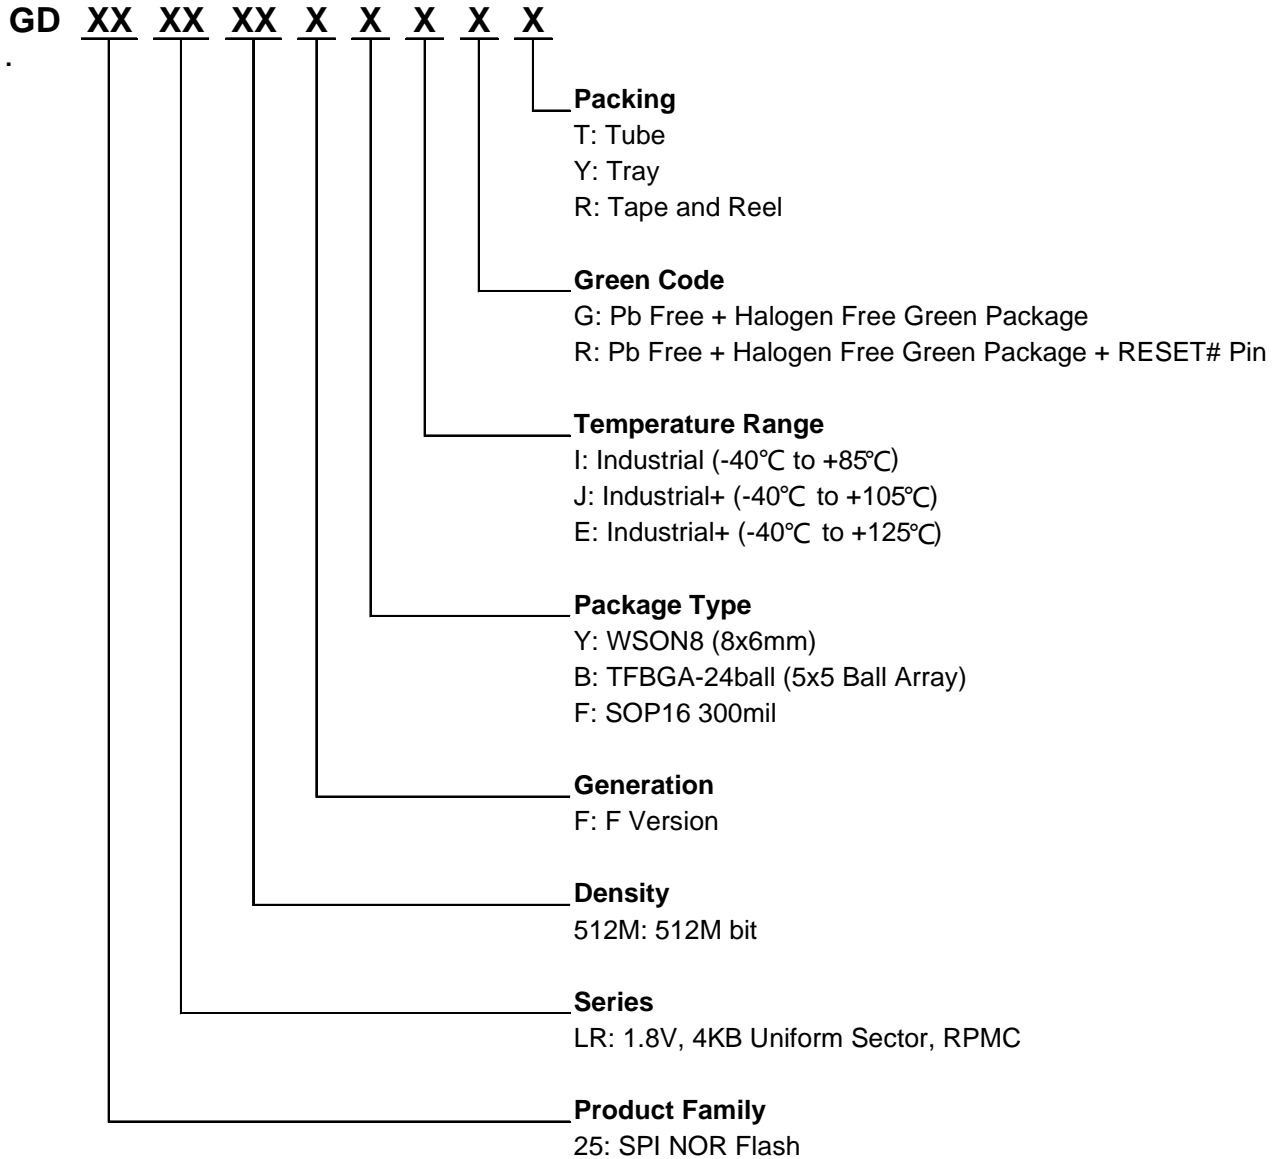 GD XX XX XX X X X X X
.
Packing
T: Tube
Y: Tray
R: Tape and Reel
Green Code
G: Pb Free + Halogen Free Green Package
R: Pb Free + Halogen Free Green Package + RESET# Pin
Temperature Range
I: Industrial (-40℃ to +85℃)
J: Industrial+ (-40℃ to +105℃)
E: Industrial+ (-40℃ to +125℃)
Package Type
Y: WSON8 (8x6mm)
B: TFBGA-24ball (5x5 Ball Array)
F: SOP16 300mil
Generation
F: F Version
Density
512M: 512M bit
Series
LR: 1.8V, 4KB Uniform Sector, RPMC
Product Family
25: SPI NOR Flash